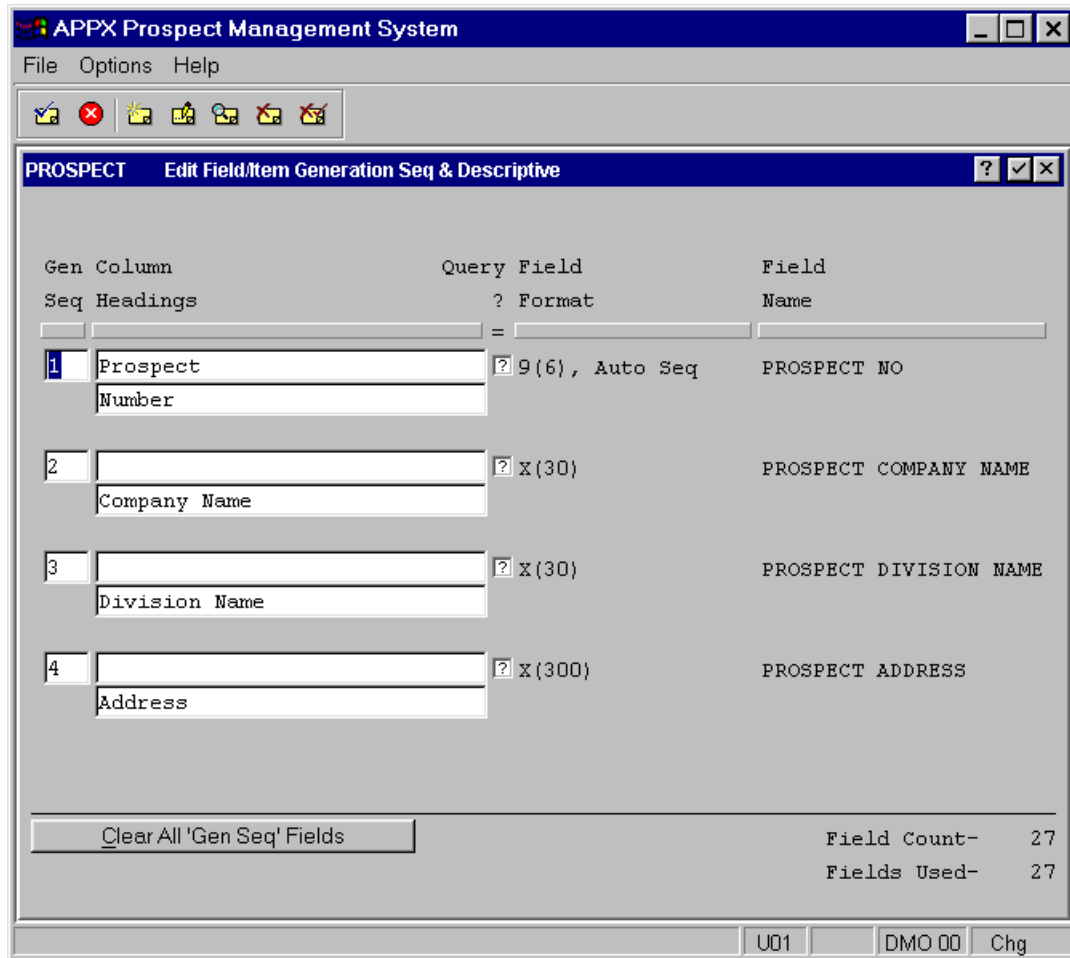 APPX Prospect Management System
File Options Help
PROSPECT Edit Field/Item Generation Seq & Descriptive
Gen Column Query Field Field
Seq Headings ? Format Name
=
1 Prospect ? 9(6), Auto Seq PROSPECT NO
Number
2 ? X(30) PROSPECT COMPANY NAME
Company Name
3 ? X(30) PROSPECT DIVISION NAME
Division Name
4 ? X(300) PROSPECT ADDRESS
Address
Clear All 'Gen Seq' Fields Field Count- 27
Fields Used- 27
U01 DMO 00 Chg